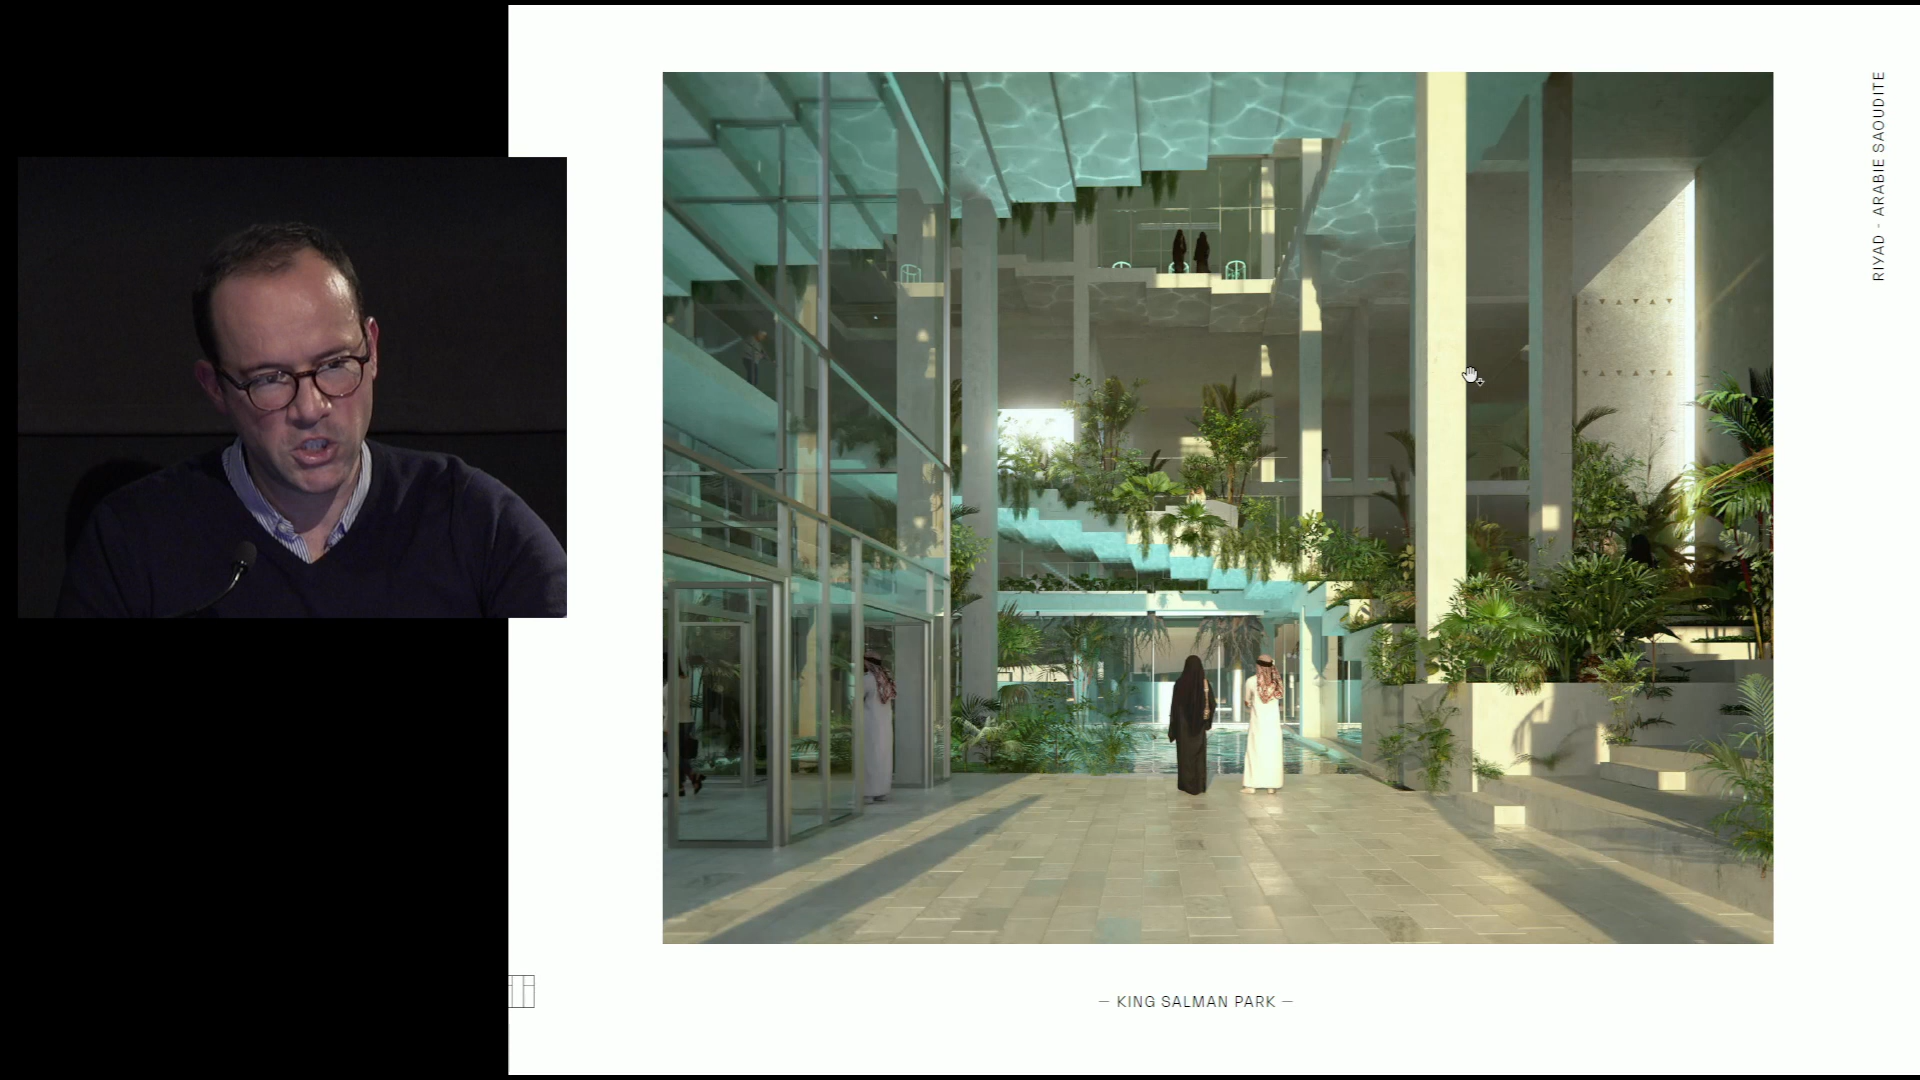 RIYAD - ARABIE SAOUDITE
— KING SALMAN PARK —